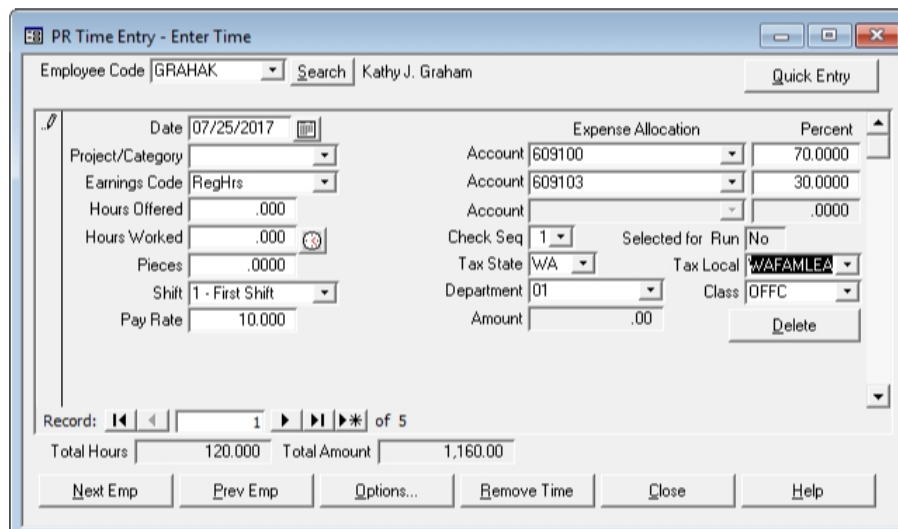 PR Time Entry - Enter Time
Employee Code GRAHAK Search Kathy J. Graham Quick Entry
Date 07/25/2017 Expense Allocation Percent
Project/Category Account 609100 70.0000
Earnings Code RegHrs Account 609103 30.0000
Hours Offered .000 Account .0000
Hours Worked .000 Check Seq 1 Selected for Run No
Pieces .0000 Tax State WA Tax Local WAFAMLEA
Shift 1 - First Shift Department 01 Class OFFC
Pay Rate 10.000 Amount .00 Delete
Record: 1 of 5
Total Hours 120.000 Total Amount 1,160.00
Next Emp Prev Emp Options... Remove Time Close Help